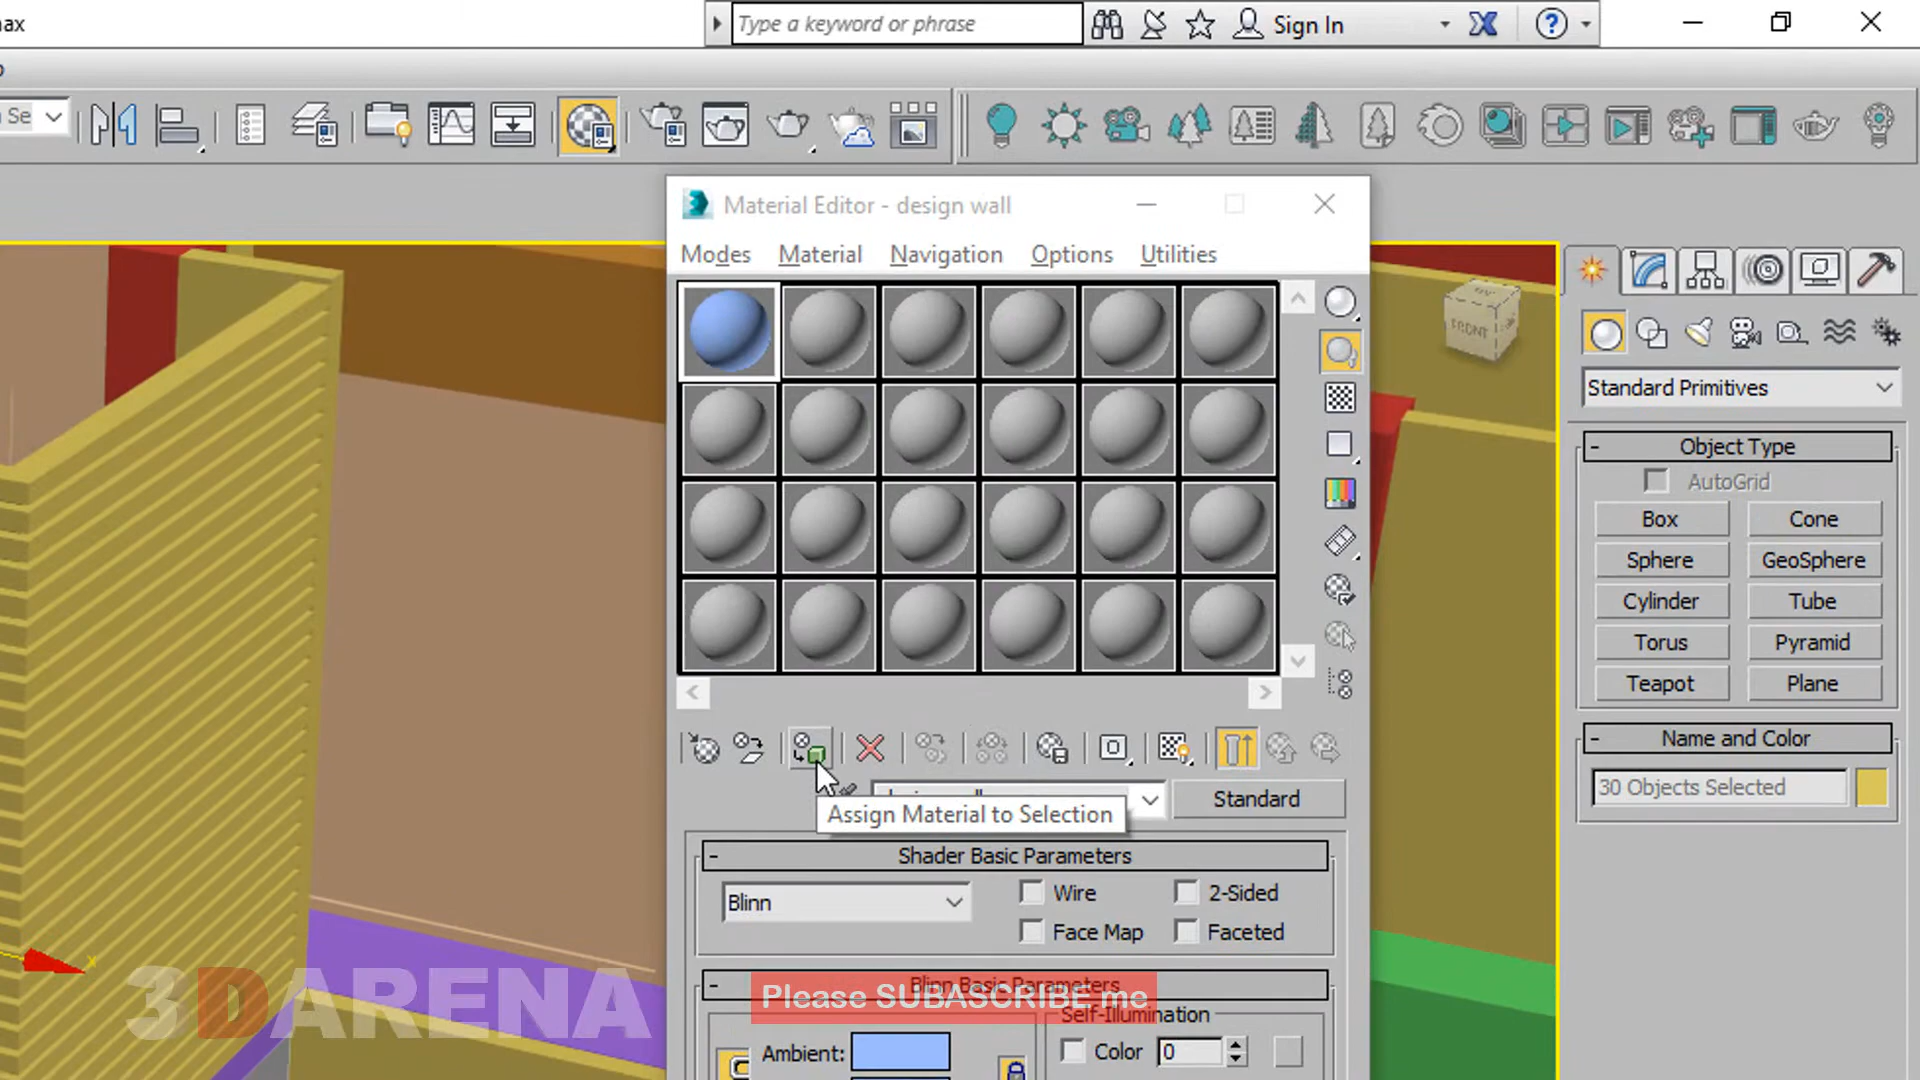 ax
Type a keyword or phrase
Sign In
Se
Material Editor - design wall
Modes
Material
Navigation
Options
Utilities
FRONT
Standard Primitives
- Object Type
AutoGrid
Box
Cone
Sphere
GeoSphere
Cylinder
Tube
Torus
Pyramid
Teapot
Plane
- Name and Color
30 Objects Selected
Standard
Assign Material to Selection
- Shader Basic Parameters
Blinn
Wire
2-Sided
Face Map
Faceted
- Blinn Basic Parameters
Please SUBASCRIBE me
Self-Illumination
Ambient:
Color
0
x
3DARENA